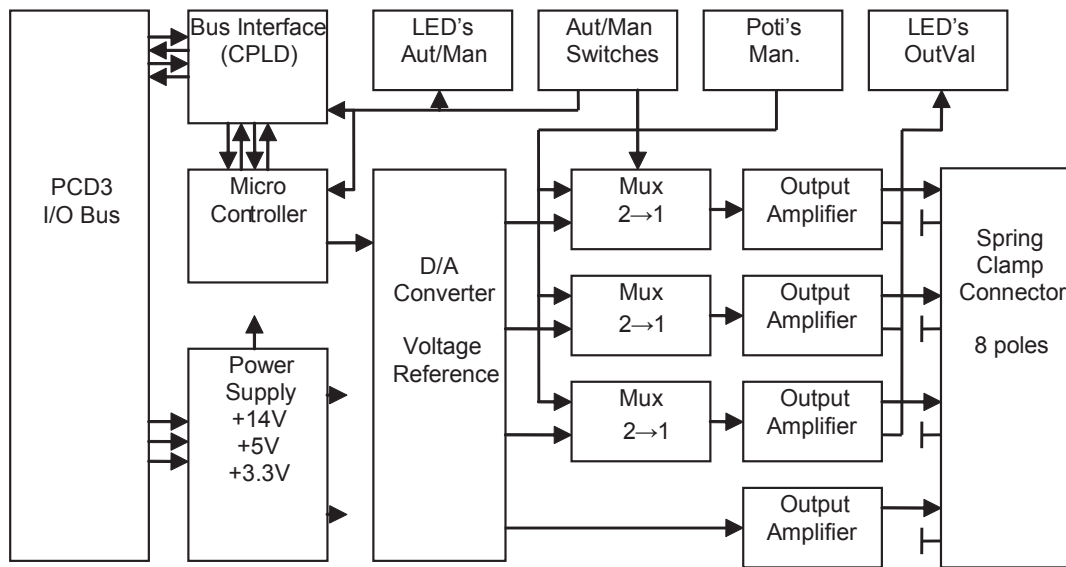 Bus Interface
(CPLD)
LED's
Aut/Man
Aut/Man
Switches
Poti's
Man.
LED's
OutVal
PCD3
I/O Bus
Micro
Controller
D/A
Converter
Voltage
Reference
Mux
2→1
Output
Amplifier
Mux
2→1
Output
Amplifier
Mux
2→1
Output
Amplifier
Output
Amplifier
Spring
Clamp
Connector
8 poles
Power
Supply
+14V
+5V
+3.3V